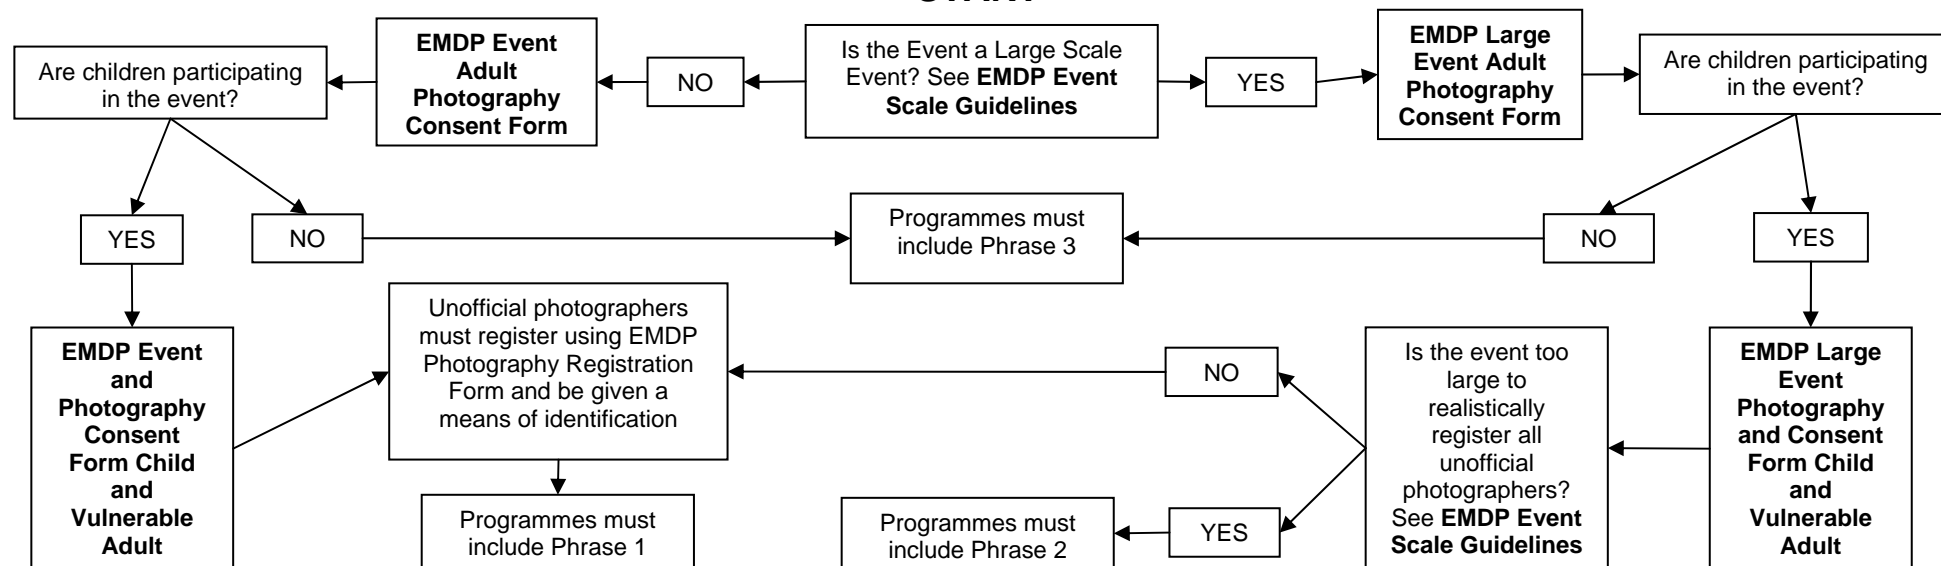 START
Are children participating
in the event?
EMDP Event
Adult
Photography
Consent Form
NO
Is the Event a Large Scale
Event? See EMDP Event
Scale Guidelines
YES
EMDP Large
Event Adult
Photography
Consent Form
Are children participating
in the event?
YES
NO
Programmes must
include Phrase 3
NO
YES
EMDP Event
and
Photography
Consent
Form Child
and
Vulnerable
Adult
Unofficial photographers
must register using EMDP
Photography Registration
Form and be given a
means of identification
NO
Is the event too
large to
realistically
register all
unofficial
photographers?
See EMDP Event
Scale Guidelines
EMDP Large
Event
Photography
and Consent
Form Child
and
Vulnerable
Adult
Programmes must
include Phrase 1
Programmes must
include Phrase 2
YES